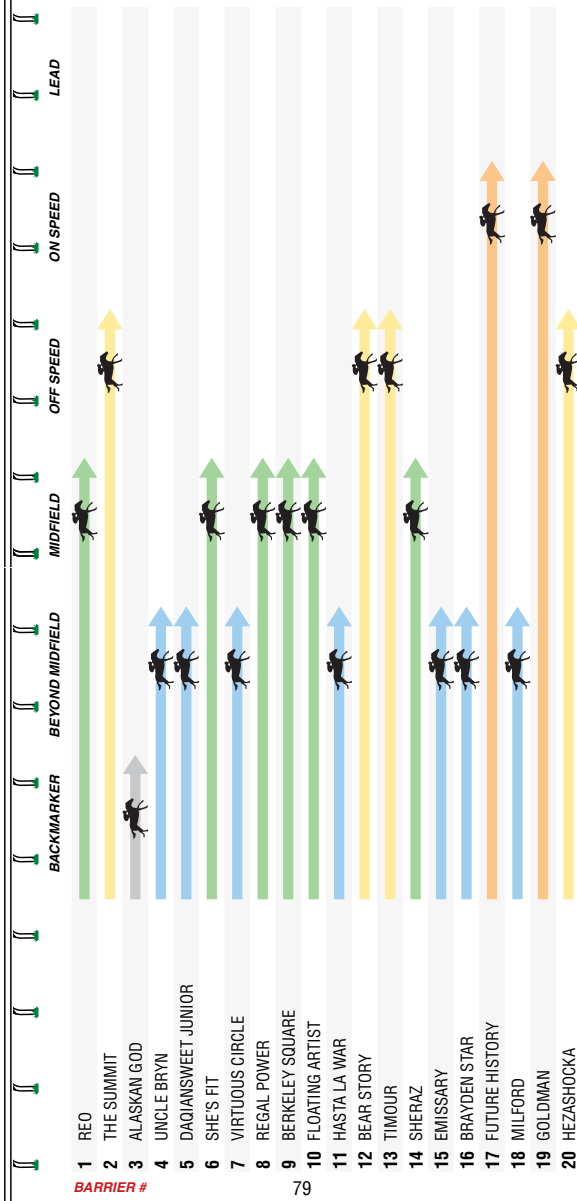 BACKMARKER BEYOND MIDFIELD MIDFIELD OFF SPEED ON SPEED LEAD
BARRIER #
1 REO
2 THE SUMMIT
3 ALASKAN GOD
4 UNCLE BRYN
5 DAQIANSWEET JUNIOR
6 SHE'S FIT
7 VIRTUOUS CIRCLE
8 REGAL POWER
9 BERKELEY SQUARE
10 FLOATING ARTIST
11 HASTA LA WAR
12 BEAR STORY
13 TIMOUR
14 SHERAZ
15 EMISSARY
16 BRAYDEN STAR
17 FUTURE HISTORY
18 MILFORD
19 GOLDMAN
20 HEZASHOCKA
79